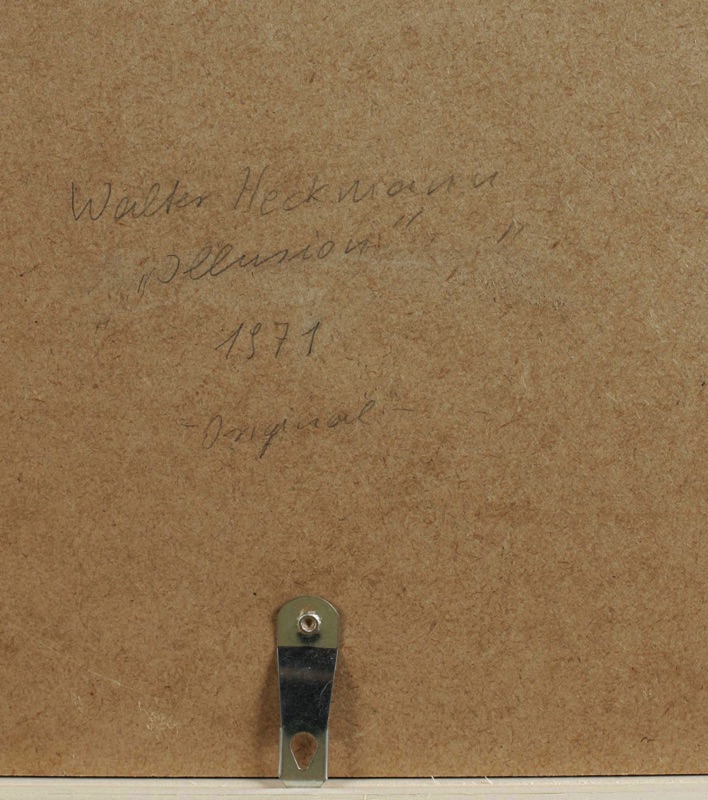 Walter Heckmann
„Illusion"
1971
- Original -